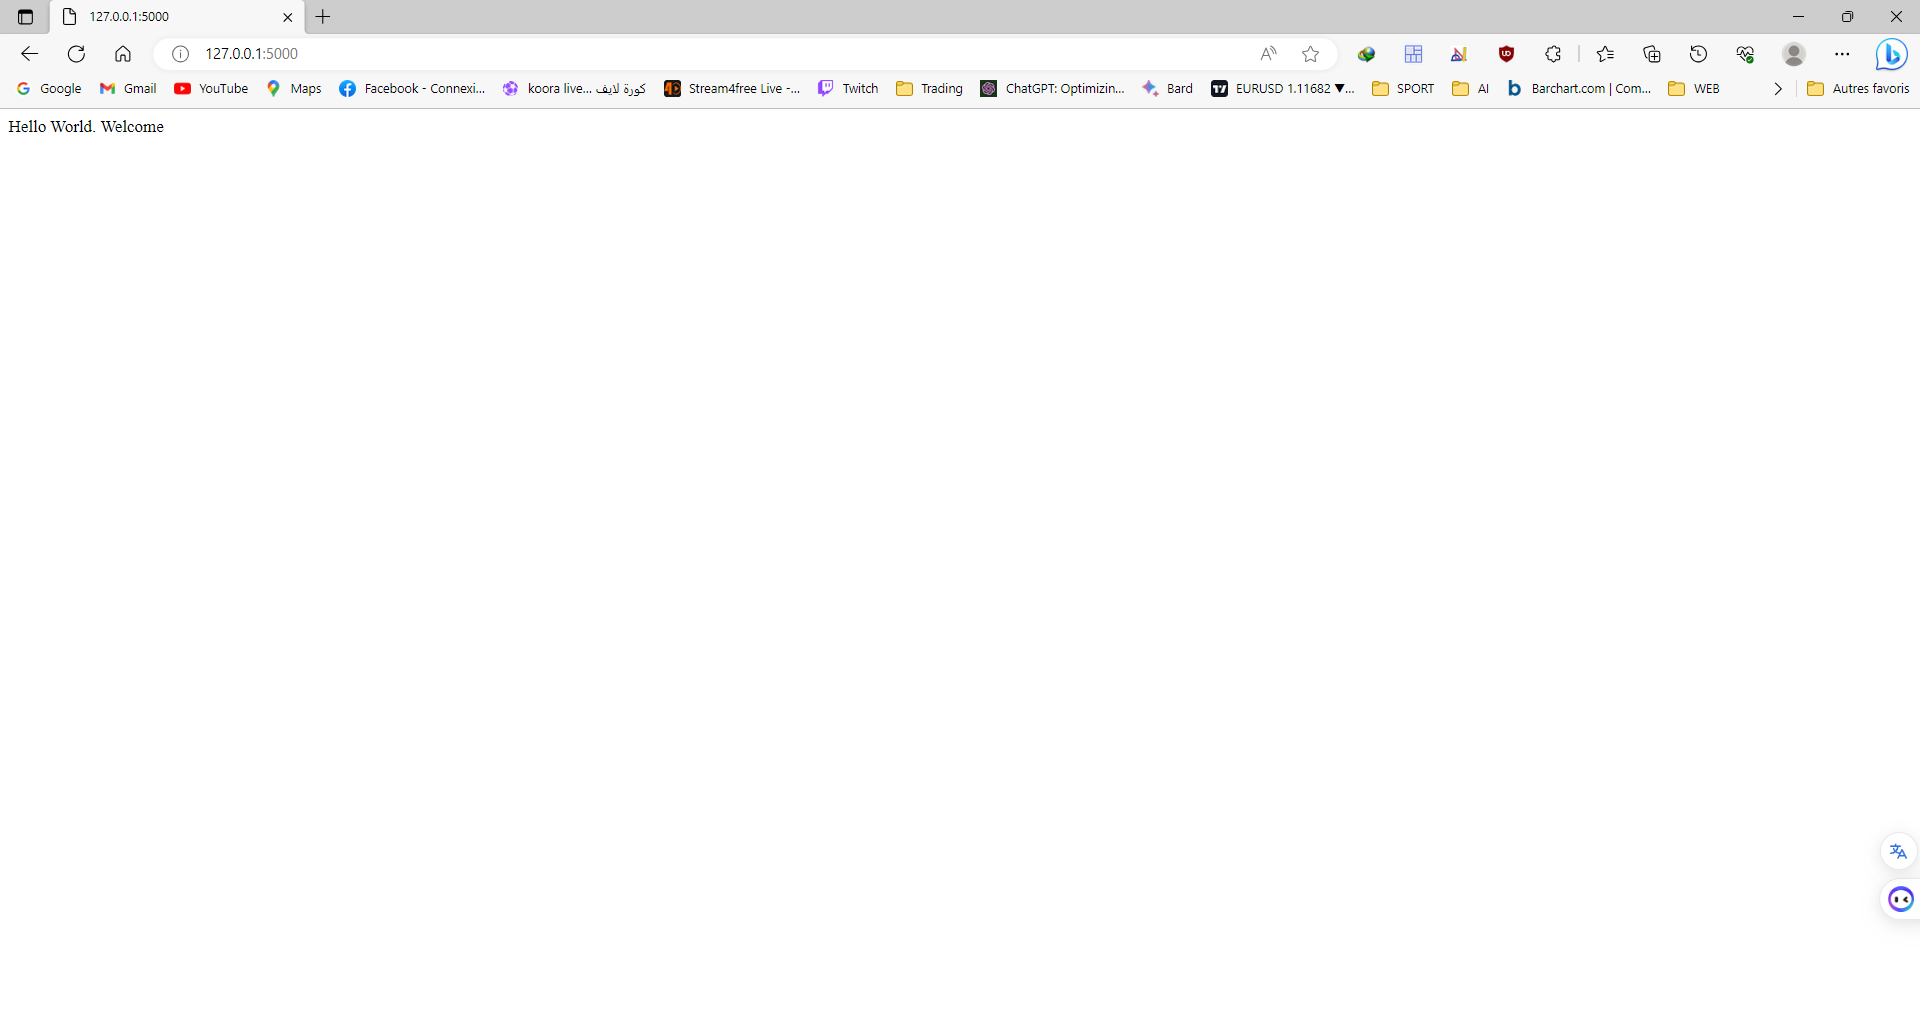 127.0.0.1:5000
127.0.0.1:5000
Google Gmail YouTube Maps Facebook - Connexi... koora live... كورة لايف Stream4free Live -... Twitch Trading ChatGPT: Optimizin... Bard EURUSD 1.11682 ▼... SPORT AI Barchart.com | Com... WEB Autres favoris
Hello World. Welcome